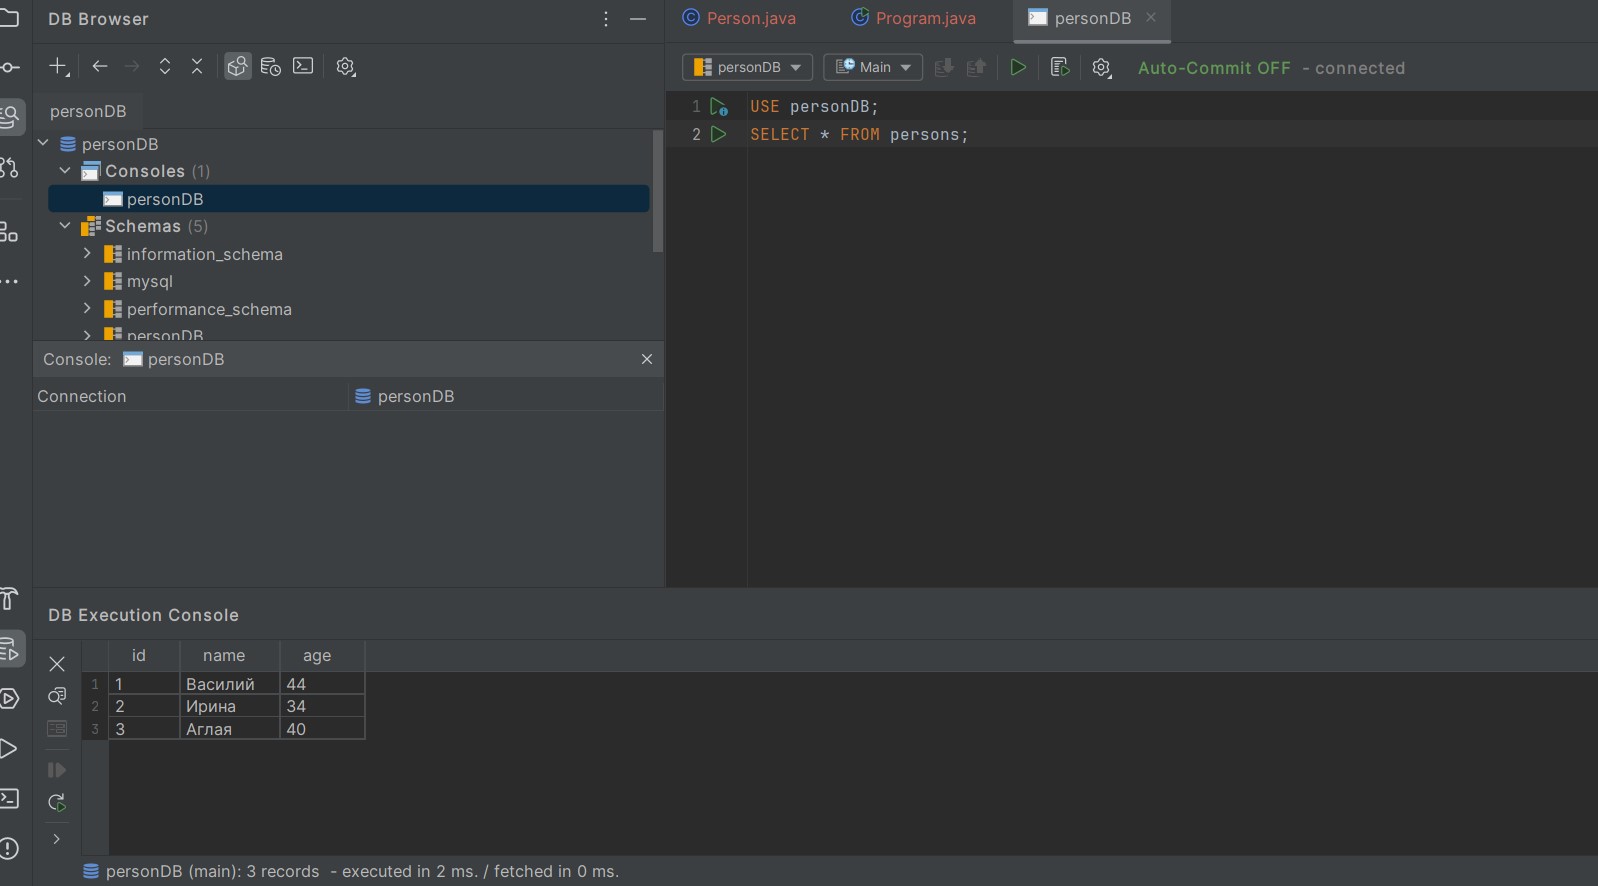 DB Browser
personDB
personDB
Consoles (1)
personDB
Schemas (5)
information_schema
mysql
performance_schema
personDB
Console: personDB
Connection personDB
Person.java Program.java personDB
personDB Main Auto-Commit OFF - connected
1 USE personDB;
2 SELECT * FROM persons;
DB Execution Console
id name age
1 1 Василий 44
2 2 Ирина 34
3 3 Аглая 40
personDB (main): 3 records - executed in 2 ms. / fetched in 0 ms.